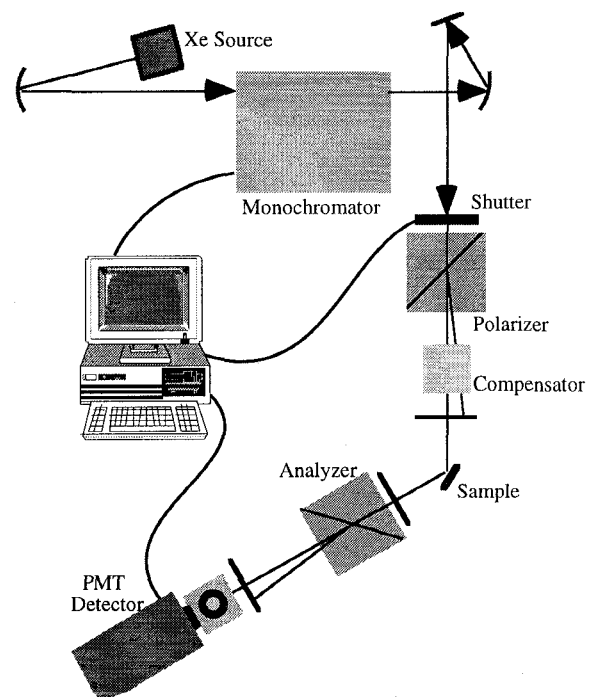 Xe Source
Monochromator
Shutter
Polarizer
Compensator
Analyzer
Sample
PMT
Detector